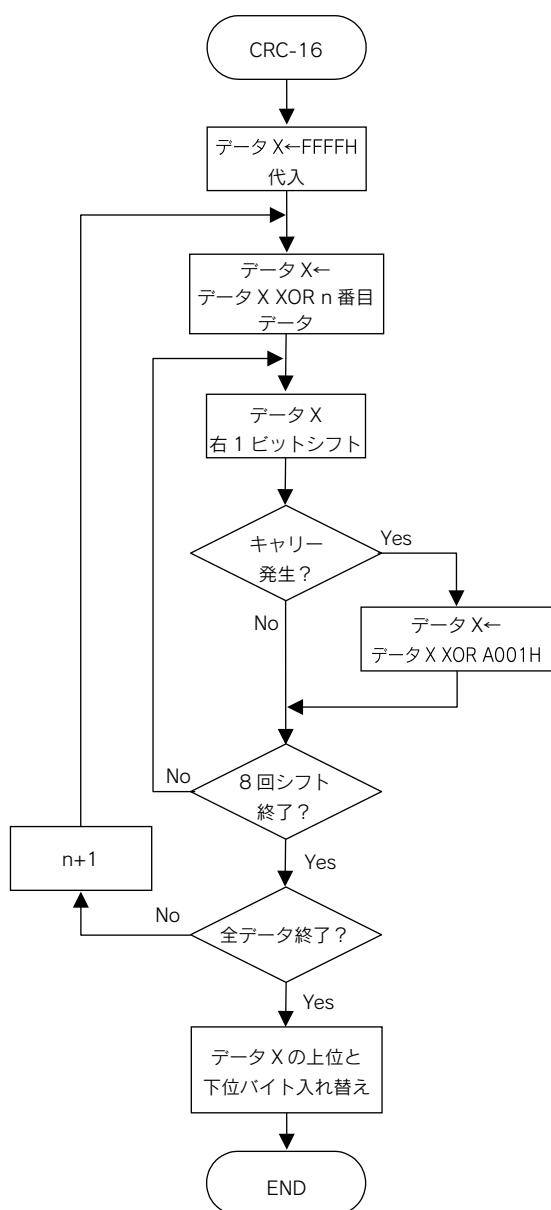 CRC-16
データ X←FFFFH
代入
データ X←
データ X XOR n 番目
データ
データ X
右 1 ビットシフト
キャリー
発生？
Yes
No
データ X←
データ X XOR A001H
8 回シフト
終了？
No
Yes
n+1
全データ終了？
No
Yes
データ X の上位と
下位バイト入れ替え
END